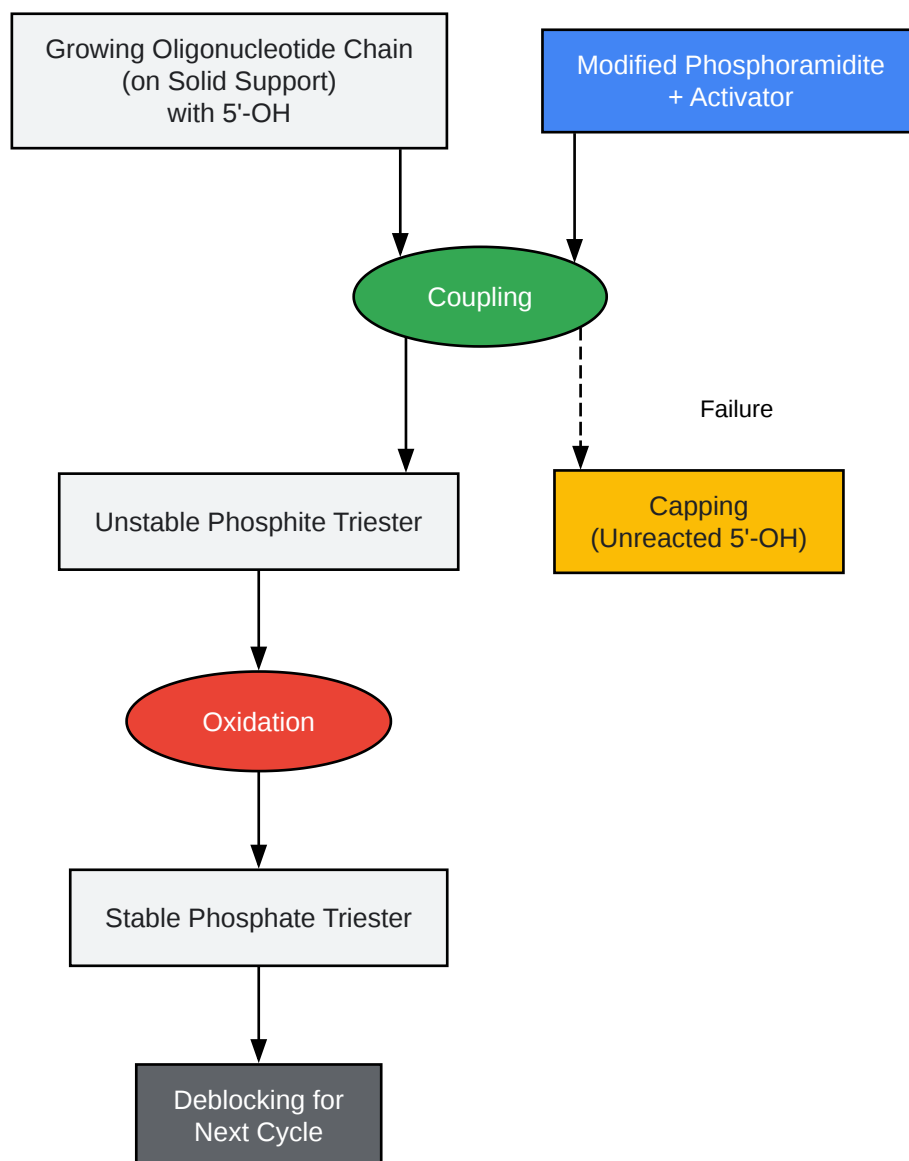 Growing Oligonucleotide Chain
(on Solid Support)
with 5'-OH
Modified Phosphoramidite
+ Activator
Coupling
Failure
Unstable Phosphite Triester
Capping
(Unreacted 5'-OH)
Oxidation
Stable Phosphate Triester
Deblocking for
Next Cycle